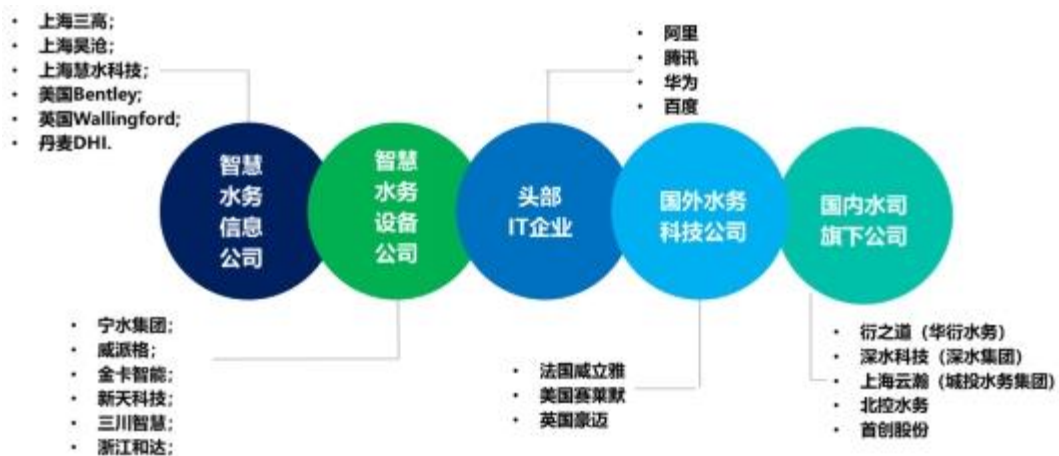 • 上海三高;
• 上海昊沧;
• 上海慧水科技;
• 美国Bentley;
• 英国Wallingford;
• 丹麦DHI.
智慧
水务
信息
公司
智慧
水务
设备
公司
• 宁水集团;
• 威派格;
• 金卡智能;
• 新天科技;
• 三川智慧;
• 浙江和达;
• 阿里
• 腾讯
• 华为
• 百度
头部
IT企业
国外水务
科技公司
• 法国威立雅
• 美国赛莱默
• 英国豪迈
国内水司
旗下公司
• 衍之道（华衍水务）
• 深水科技（深水集团）
• 上海云瀚（城投水务集团）
• 北控水务
• 首创股份